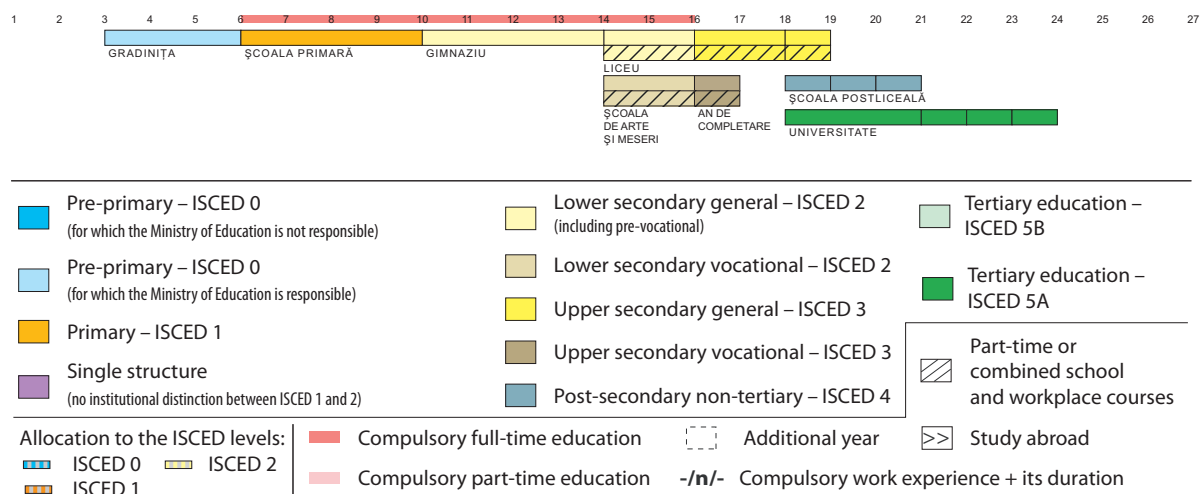 1 2 3 4 5 6 7 8 9 10 11 12 13 14 15 16 17 18 19 20 21 22 23 24 25 26 27
GRADINIȚA ŞCOALA PRIMARĂ GIMNAZIU
LICEU
ŞCOALA POSTLICEALĂ
ŞCOALA
DE ARTE
ŞI MESERI
AN DE
COMPLETARE
UNIVERSITATE
Pre-primary – ISCED 0
(for which the Ministry of Education is not responsible)
Pre-primary – ISCED 0
(for which the Ministry of Education is responsible)
Primary – ISCED 1
Single structure
(no institutional distinction between ISCED 1 and 2)
Lower secondary general – ISCED 2
(including pre-vocational)
Lower secondary vocational – ISCED 2
Upper secondary general – ISCED 3
Upper secondary vocational – ISCED 3
Post-secondary non-tertiary – ISCED 4
Tertiary education –
ISCED 5B
Tertiary education –
ISCED 5A
Part-time or
combined school
and workplace courses
Allocation to the ISCED levels:
ISCED 0 ISCED 2
ISCED 1
Compulsory full-time education
Additional year
>> Study abroad
Compulsory part-time education
-/n/- Compulsory work experience + its duration